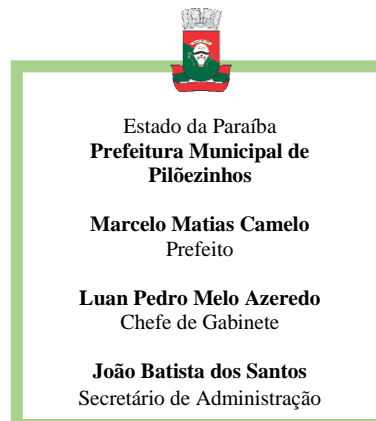 Estado da Paraíba
Prefeitura Municipal de
Pilõezinhos
Marcelo Matias Camelo
Prefeito
Luan Pedro Melo Azeredo
Chefe de Gabinete
João Batista dos Santos
Secretário de Administração